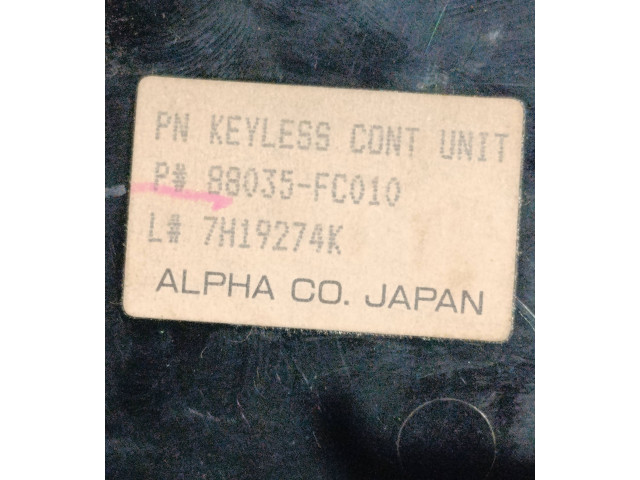 PN KEYLESS CONT UNIT
P# 88035-FC010
L# 7H19274K
ALPHA CO. JAPAN